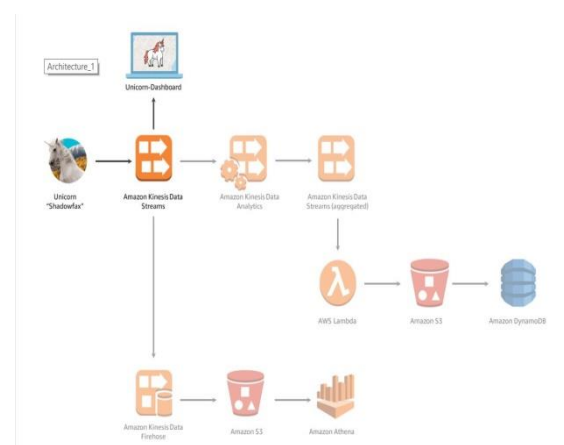 Architecture_1
Unicorn-Dashboard
Unicorn
"Shadowfax"
Amazon Kinesis Data
Streams
Amazon Kinesis Data
Analytics
Amazon Kinesis Data
Streams (aggregated)
AWS Lambda
Amazon S3
Amazon DynamoDB
Amazon Kinesis Data
Firehose
Amazon S3
Amazon Athena